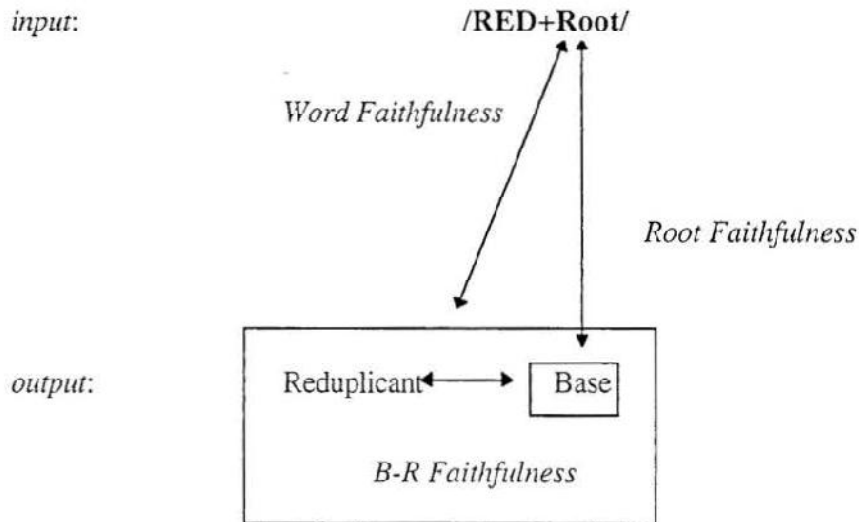 input: /RED+Root/
Word Faithfulness
Root Faithfulness
output: Reduplicant Base
B-R Faithfulness